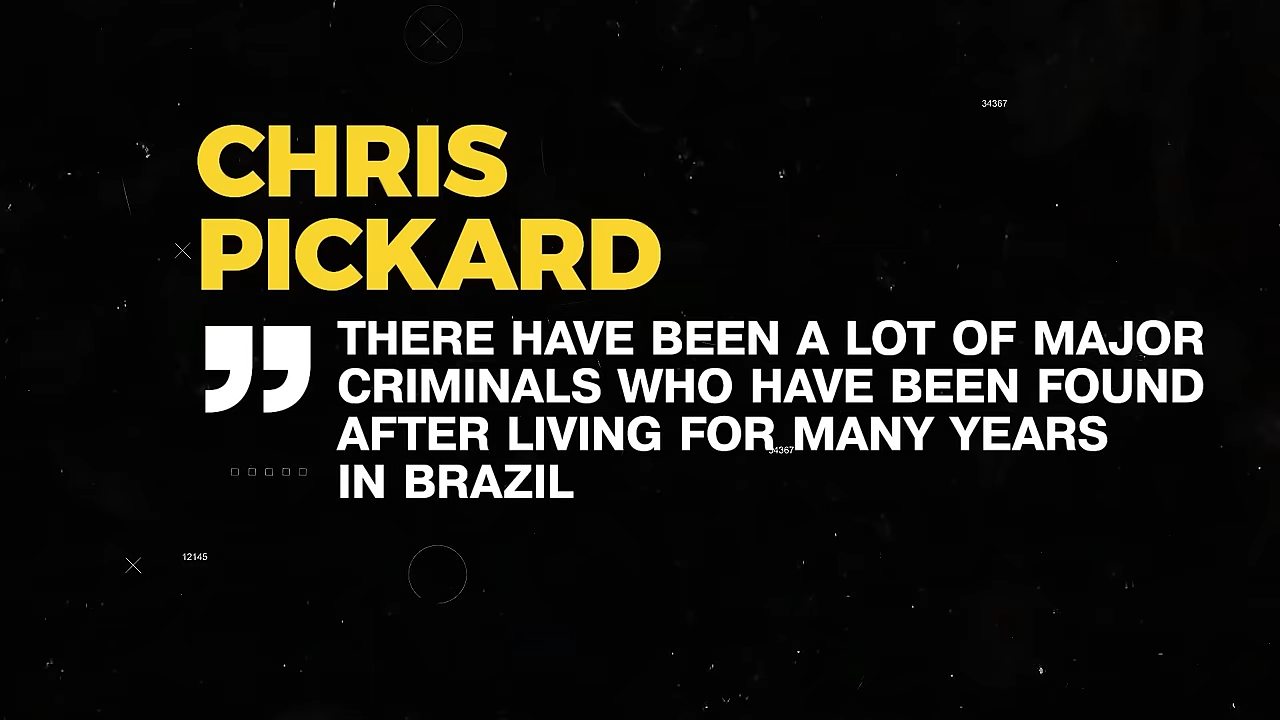 34367
CHRIS
PICKARD
” THERE HAVE BEEN A LOT OF MAJOR
CRIMINALS WHO HAVE BEEN FOUND
AFTER LIVING FOR MANY YEARS
34367
IN BRAZIL
12145